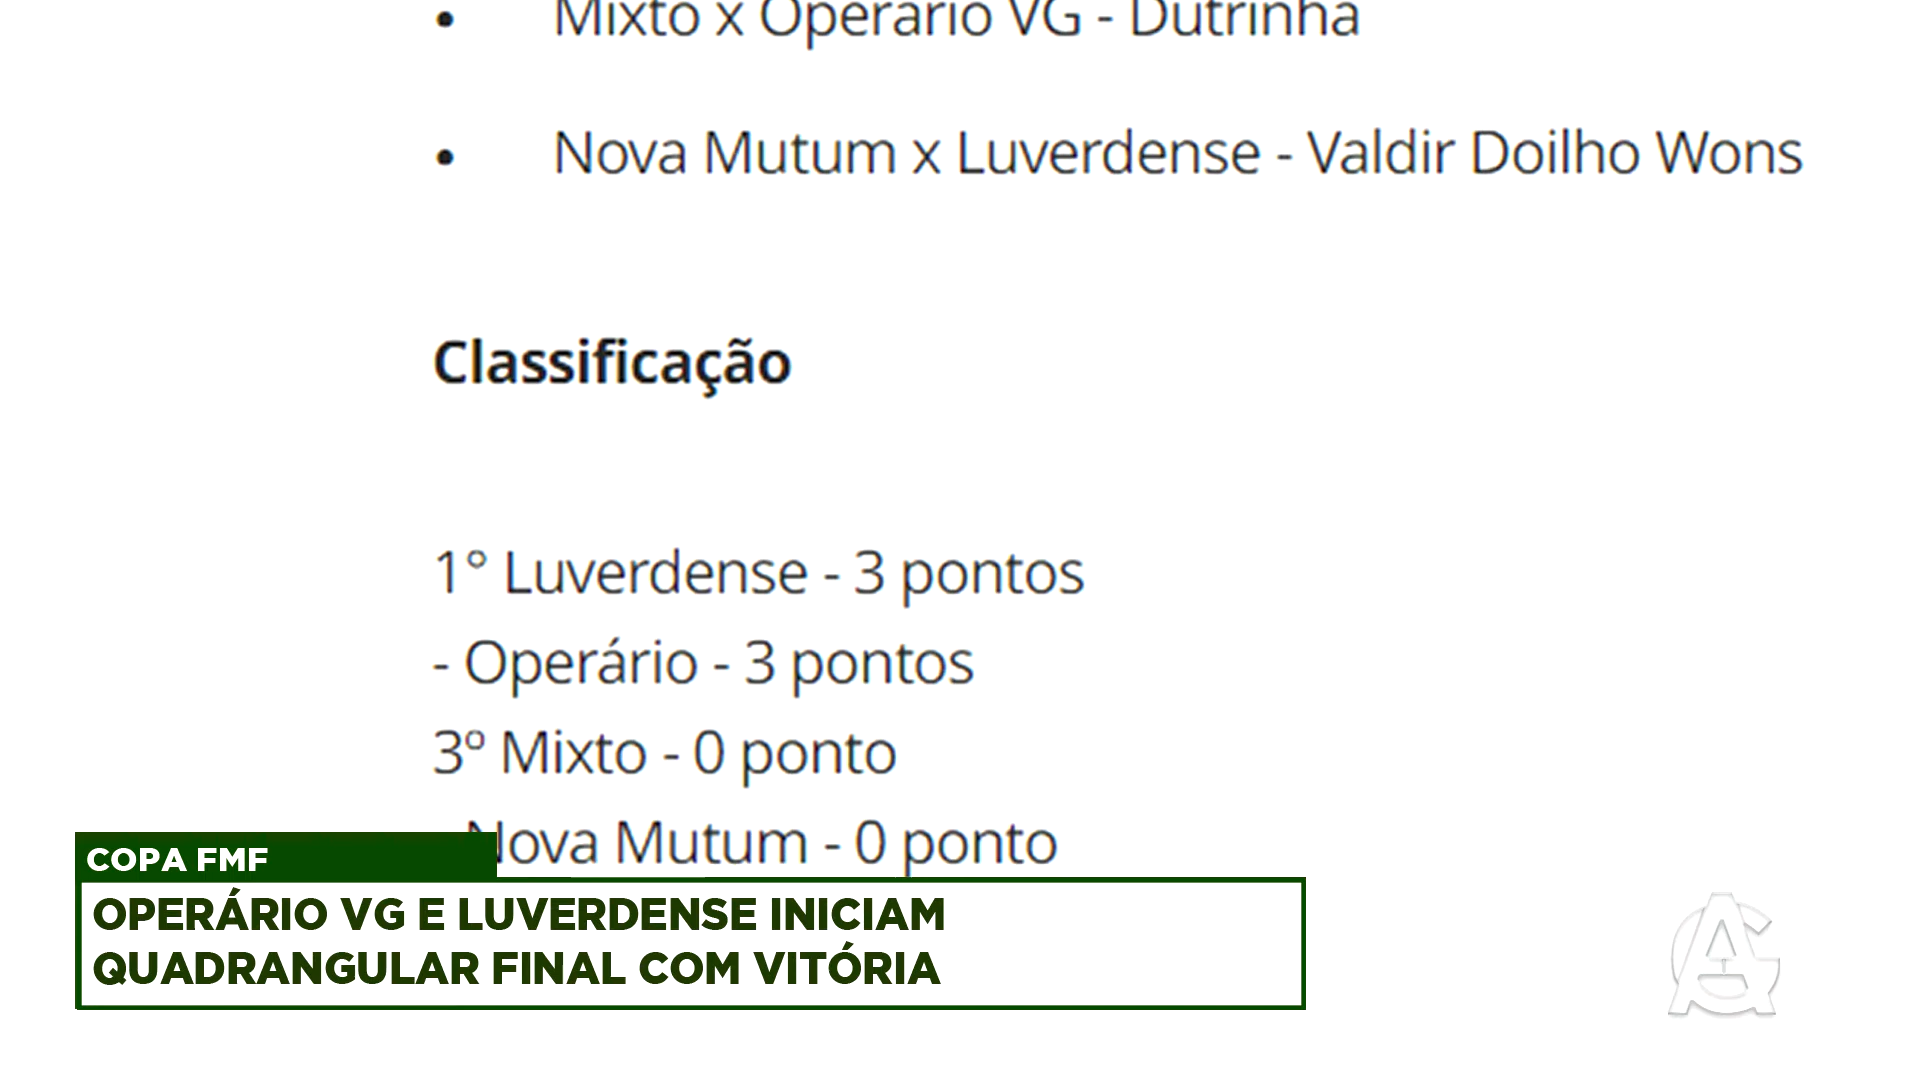 • Mixto x Operário VG - Dutrinha
• Nova Mutum x Luverdense - Valdir Doilho Wons
Classificação
1° Luverdense - 3 pontos
- Operário - 3 pontos
3º Mixto - 0 ponto
Nova Mutum - 0 ponto
COPA FMF
OPERÁRIO VG E LUVERDENSE INICIAM
QUADRANGULAR FINAL COM VITÓRIA